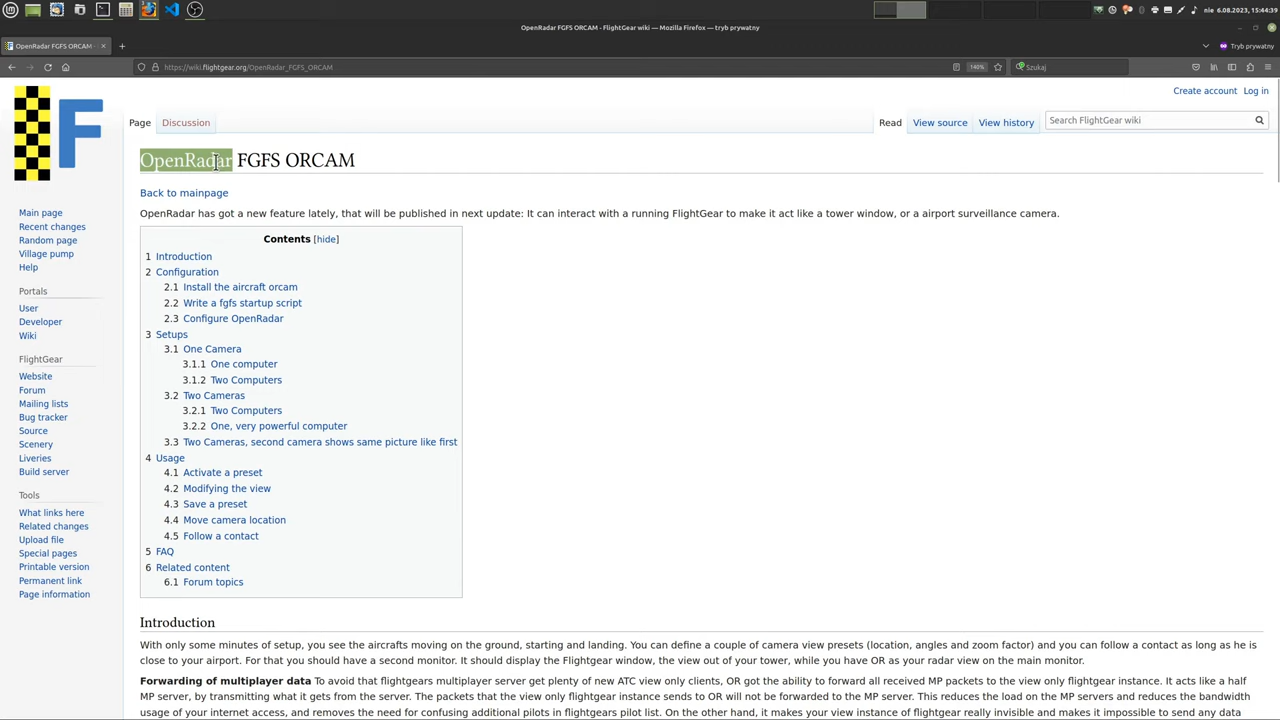 nie 6.08.2023, 15:44:39
OpenRadar FGFS ORCAM - FlightGear wiki — Mozilla Firefox — tryb prywatny
OpenRadar FGFS ORCAM - 
Tryb prywatny
https://wiki.flightgear.org/OpenRadar_FGFS_ORCAM
140%
Szukaj
Create account Log in
Page Discussion Read View source View history
Search FlightGear wiki
F
OpenRadar FGFS ORCAM
Back to mainpage
OpenRadar has got a new feature lately, that will be published in next update: It can interact with a running FlightGear to make it act like a tower window, or a airport surveillance camera.
Contents [hide]
1 Introduction
2 Configuration
2.1 Install the aircraft orcam
2.2 Write a fgfs startup script
2.3 Configure OpenRadar
3 Setups
3.1 One Camera
3.1.1 One computer
3.1.2 Two Computers
3.2 Two Cameras
3.2.1 Two Computers
3.2.2 One, very powerful computer
3.3 Two Cameras, second camera shows same picture like first
4 Usage
4.1 Activate a preset
4.2 Modifying the view
4.3 Save a preset
4.4 Move camera location
4.5 Follow a contact
5 FAQ
6 Related content
6.1 Forum topics
Main page
Recent changes
Random page
Village pump
Help
Portals
User
Developer
Wiki
FlightGear
Website
Forum
Mailing lists
Bug tracker
Source
Scenery
Liveries
Build server
Tools
What links here
Related changes
Upload file
Special pages
Printable version
Permanent link
Page information
Introduction
With only some minutes of setup, you see the aircrafts moving on the ground, starting and landing. You can define a couple of camera view presets (location, angles and zoom factor) and you can follow a contact as long as he is
close to your airport. For that you should have a second monitor. It should display the Flightgear window, the view out of your tower, while you have OR as your radar view on the main monitor.
Forwarding of multiplayer data To avoid that flightgears multiplayer server get plenty of new ATC view only clients, OR got the ability to forward all received MP packets to the view only flightgear instance. It acts like a half
MP server, by transmitting what it gets from the server. The packets that the view only flightgear instance sends to OR will not be forwarded to the MP server. This reduces the load on the MP servers and reduces the bandwidth
usage of your internet access, and removes the need for confusing additional pilots in flightgears pilot list. On the other hand, it makes your view instance of flightgear really invisible and makes it impossible to send any data